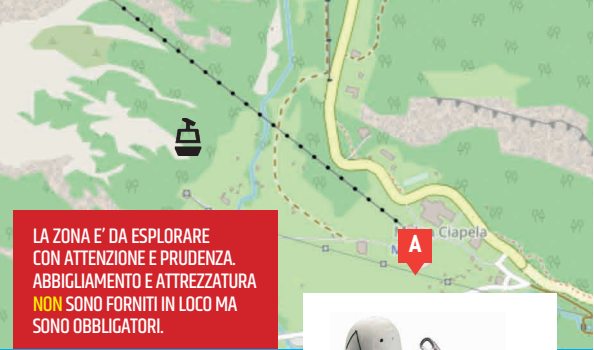 A
Ciapela
LA ZONA E' DA ESPLORARE
CON ATTENZIONE E PRUDENZA.
ABBIGLIAMENTO E ATTREZZATURA
NON SONO FORNITI IN LOCO MA
SONO OBBLIGATORI.